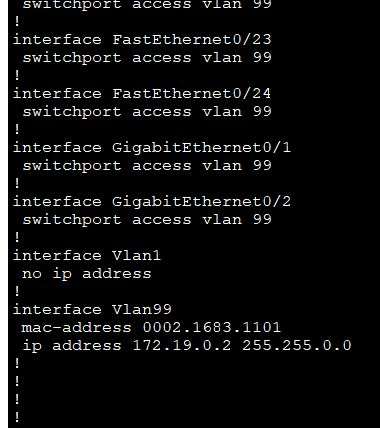 switchport access vlan 99
!
interface FastEthernet0/23
switchport access vlan 99
!
interface FastEthernet0/24
switchport access vlan 99
!
interface GigabitEthernet0/1
switchport access vlan 99
!
interface GigabitEthernet0/2
switchport access vlan 99
!
interface Vlan1
no ip address
!
interface Vlan99
mac-address 0002.1683.1101
ip address 172.19.0.2 255.255.0.0
!
!
!
!